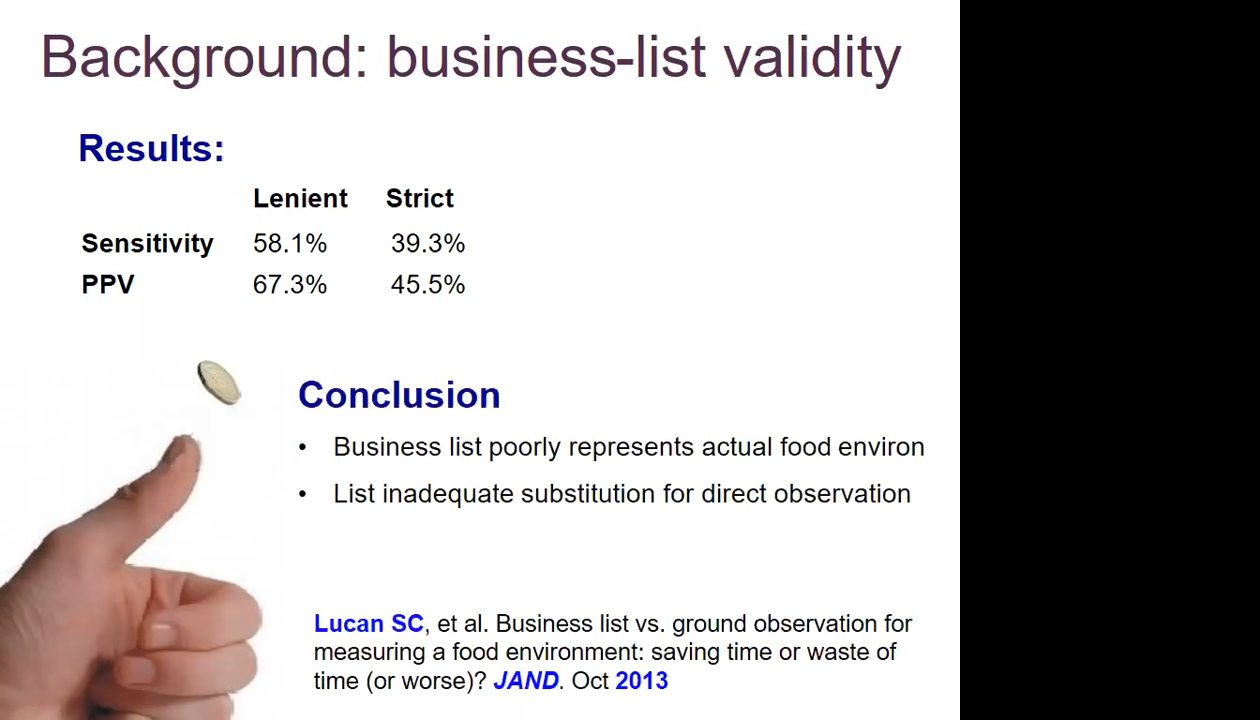 Background: business-list validity
Results:
Lenient Strict
Sensitivity 58.1% 39.3%
PPV 67.3% 45.5%
Conclusion
• Business list poorly represents actual food environ
• List inadequate substitution for direct observation
Lucan SC, et al. Business list vs. ground observation for
measuring a food environment: saving time or waste of
time (or worse)? JAND. Oct 2013